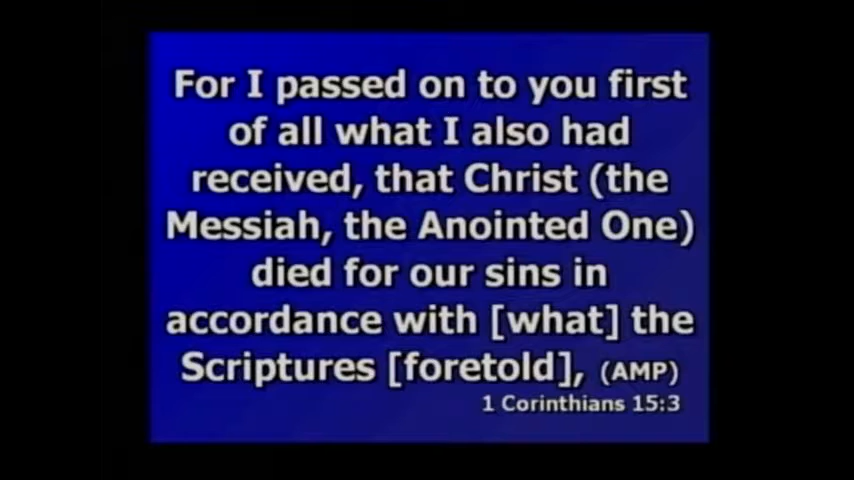 For I passed on to you first
of all what I also had
received, that Christ (the
Messiah, the Anointed One)
died for our sins in
accordance with [what] the
Scriptures [foretold], (AMP)
1 Corinthians 15:3